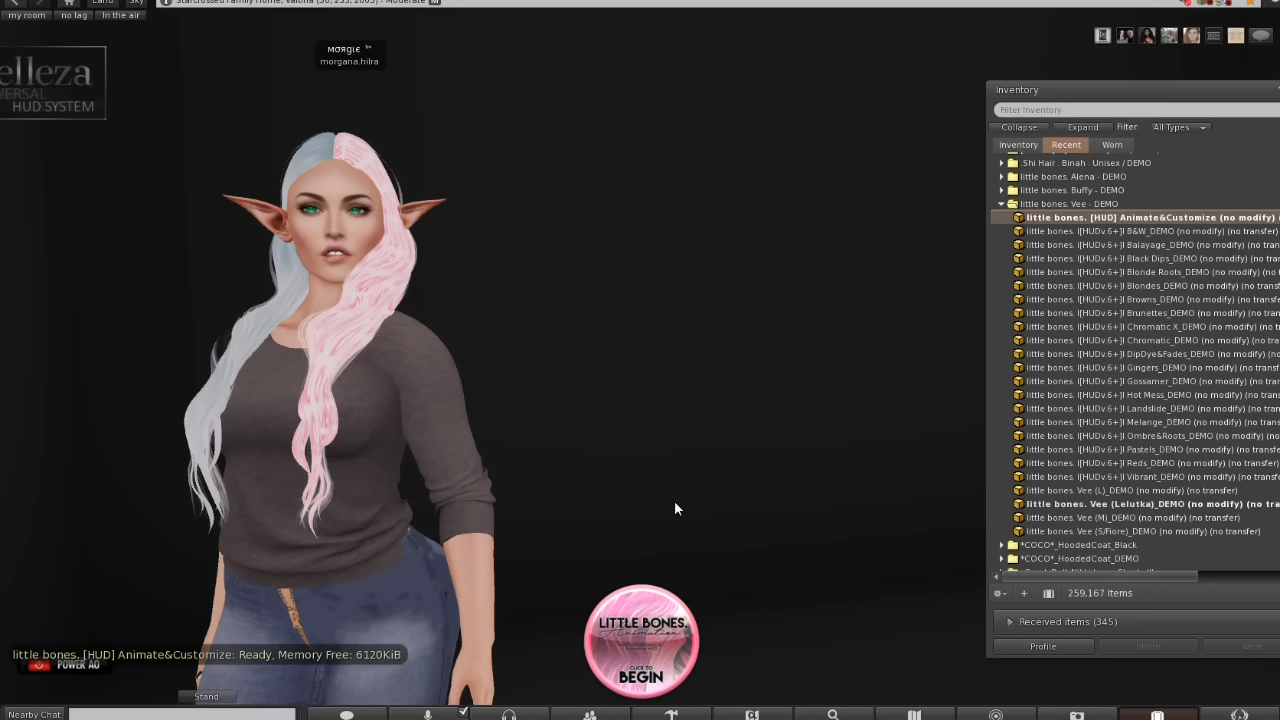 Land Sky
Starcrossed Family Home, Valtina (50, 253, 2005) - Moderate
my room no lag In the air
elleza
VERSAL
HUD SYSTEM
мσяgιε ™
morgana.hilra
Inventory
Filter Inventory
Collapse Expand Filter: All Types
Inventory Recent Worn
.Shi Hair . Binah . Unisex / DEMO
little bones. Alena - DEMO
little bones. Buffy - DEMO
little bones. Vee - DEMO
little bones. [HUD] Animate&Customize (no modify)
little bones. l[HUDv.6+]l B&W_DEMO (no modify) (no transfer)
little bones. l[HUDv.6+]l Balayage_DEMO (no modify) (no transf
little bones. l[HUDv.6+]l Black Dips_DEMO (no modify) (no tran
little bones. l[HUDv.6+]l Blonde Roots_DEMO (no modify) (no t
little bones. l[HUDv.6+]l Blondes_DEMO (no modify) (no transfe
little bones. l[HUDv.6+]l Browns_DEMO (no modify) (no transfe
little bones. l[HUDv.6+]l Brunettes_DEMO (no modify) (no trans
little bones. l[HUDv.6+]l Chromatic X_DEMO (no modify) (no tra
little bones. l[HUDv.6+]l Chromatic_DEMO (no modify) (no tra
little bones. l[HUDv.6+]l DipDye&Fades_DEMO (no modify) (no
little bones. l[HUDv.6+]l Gingers_DEMO (no modify) (no transf
little bones. l[HUDv.6+]l Gossamer_DEMO (no modify) (no tran
little bones. l[HUDv.6+]l Hot Mess_DEMO (no modify) (no trans
little bones. l[HUDv.6+]l Landslide_DEMO (no modify) (no trans
little bones. l[HUDv.6+]l Melange_DEMO (no modify) (no transf
little bones. l[HUDv.6+]l Ombre&Roots_DEMO (no modify) (no t
little bones. l[HUDv.6+]l Pastels_DEMO (no modify) (no transfe
little bones. l[HUDv.6+]l Reds_DEMO (no modify) (no transfer)
little bones. l[HUDv.6+]l Vibrant_DEMO (no modify) (no transfe
little bones. Vee (L)_DEMO (no modify) (no transfer)
little bones. Vee (Lelutka)_DEMO (no modify) (no tra
little bones. Vee (M)_DEMO (no modify) (no transfer)
little bones. Vee (S/Fiore)_DEMO (no modify) (no transfer)
*COCO*_HoodedCoat_Black
*COCO*_HoodedCoat_DEMO
259,167 Items
Received items (345)
Profile Share Wear
LITTLE BONES.
Animation
CLICK TO
BEGIN
little bones. [HUD] Animate&Customize: Ready, Memory Free: 6120KiB
POWER AO
Stand
Nearby Chat